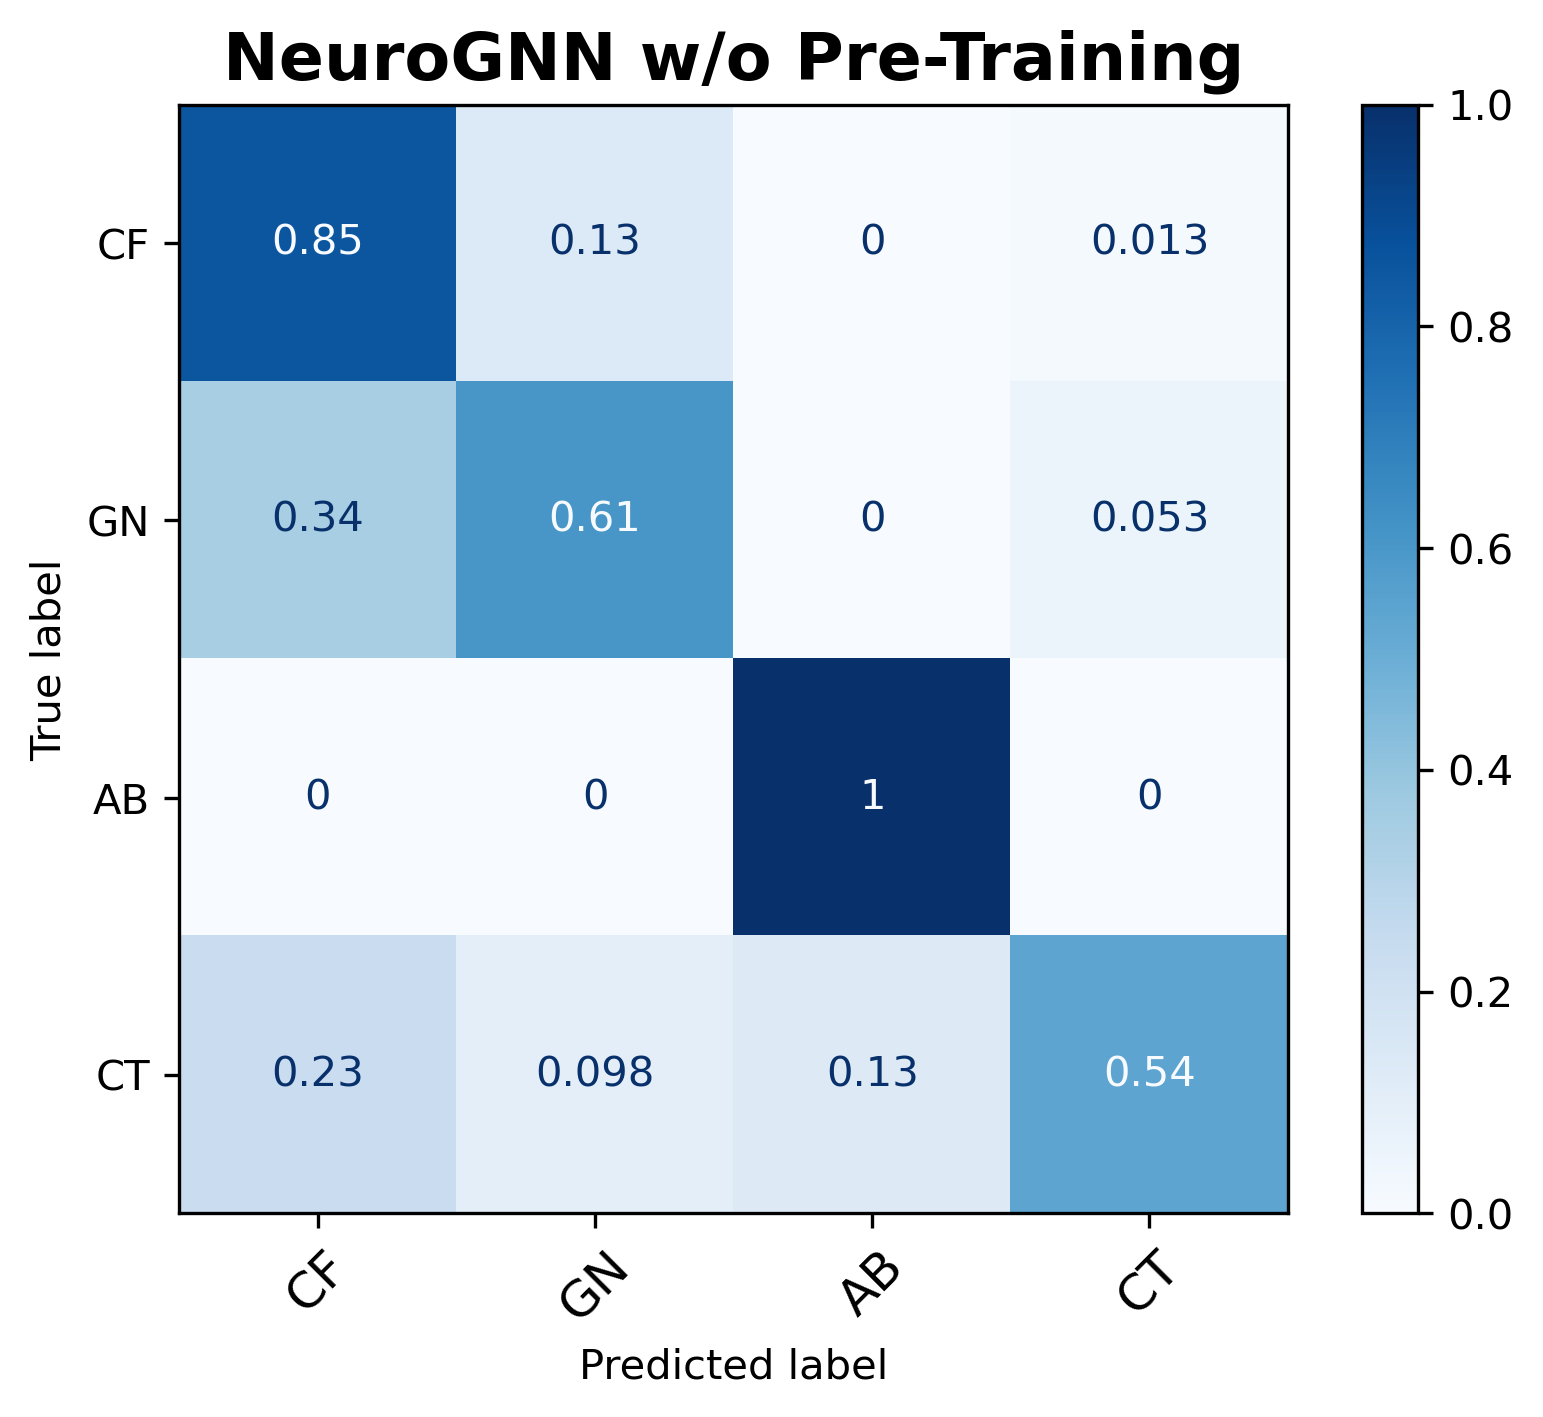 NeuroGNN w/o Pre-Training
CF 0.85 0.13 0 0.013
GN 0.34 0.61 0 0.053
AB 0 0 1 0
CT 0.23 0.098 0.13 0.54
CF GN AB CT
True label
Predicted label
1.0
0.8
0.6
0.4
0.2
0.0